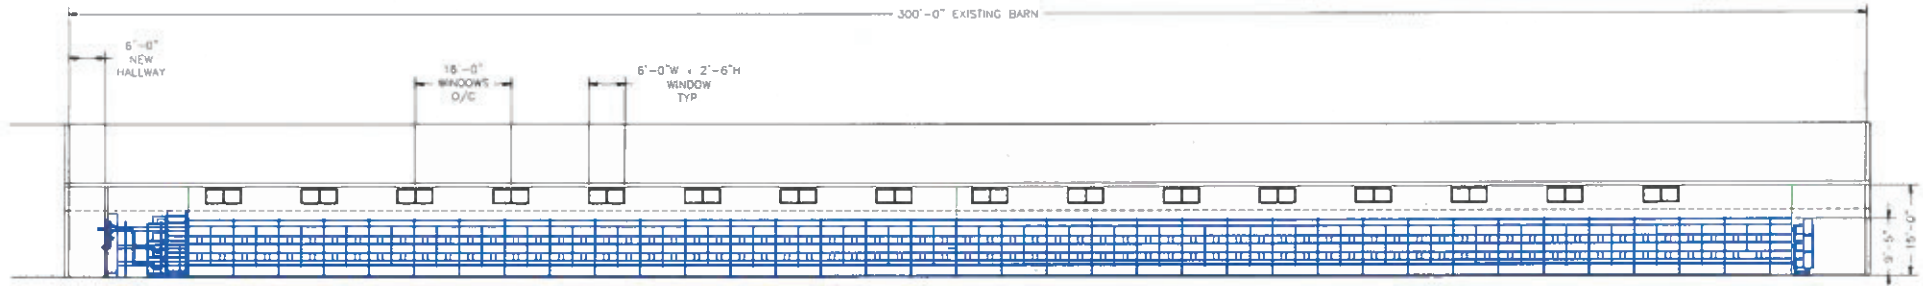 300'-0" EXISTING BARN
6'-0"
NEW
HALLWAY
16'-0"
WINDOWS
O/C
6'-0"W x 2'-6"H
WINDOW
TYP
9'-5"
15'-0"